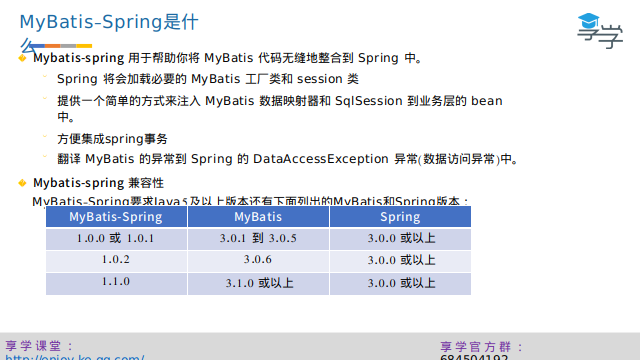 MyBatis-Spring是什
么
Mybatis-spring 用于帮助你将 MyBatis 代码无缝地整合到 Spring 中。
Spring 将会加载必要的 MyBatis 工厂类和 session 类
提供一个简单的方式来注入 MyBatis 数据映射器和 SqlSession 到业务层的 bean
中。
方便集成spring事务
翻译 MyBatis 的异常到 Spring 的 DataAccessException 异常(数据访问异常)中。
Mybatis-spring 兼容性
MyBatis-Spring要求Java5及以上版本还有下面列出的MyBatis和Spring版本：
MyBatis-Spring MyBatis Spring
1.0.0 或 1.0.1 3.0.1 到 3.0.5 3.0.0 或以上
1.0.2 3.0.6 3.0.0 或以上
1.1.0 3.1.0 或以上 3.0.0 或以上
享学课堂：
http://enjoy.ke.qq.com/
享学官方群：
684504192
享学